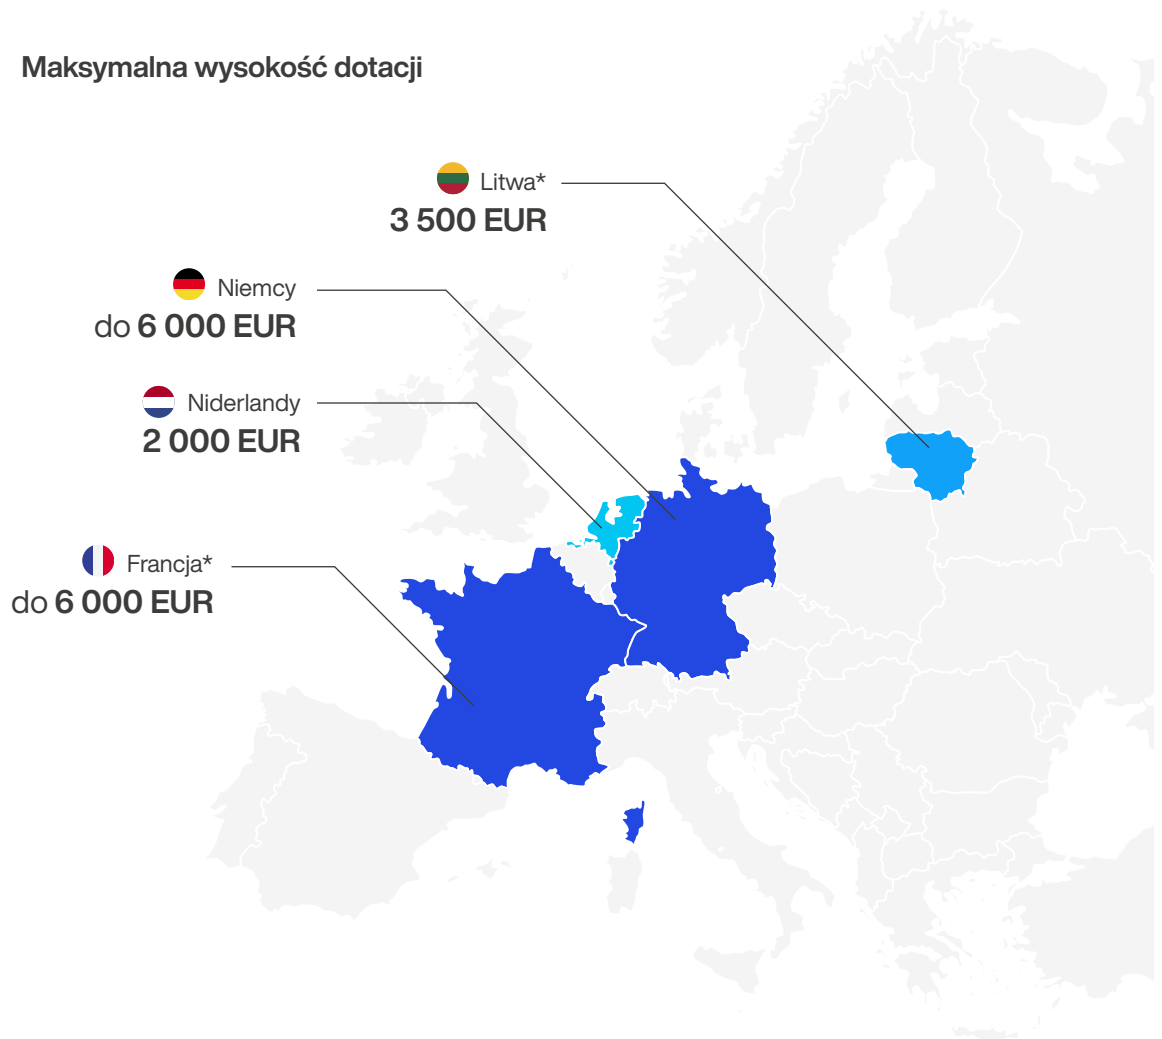 Maksymalna wysokość dotacji
Litwa*
3 500 EUR
Niemcy
do 6 000 EUR
Niderlandy
2 000 EUR
Francja*
do 6 000 EUR